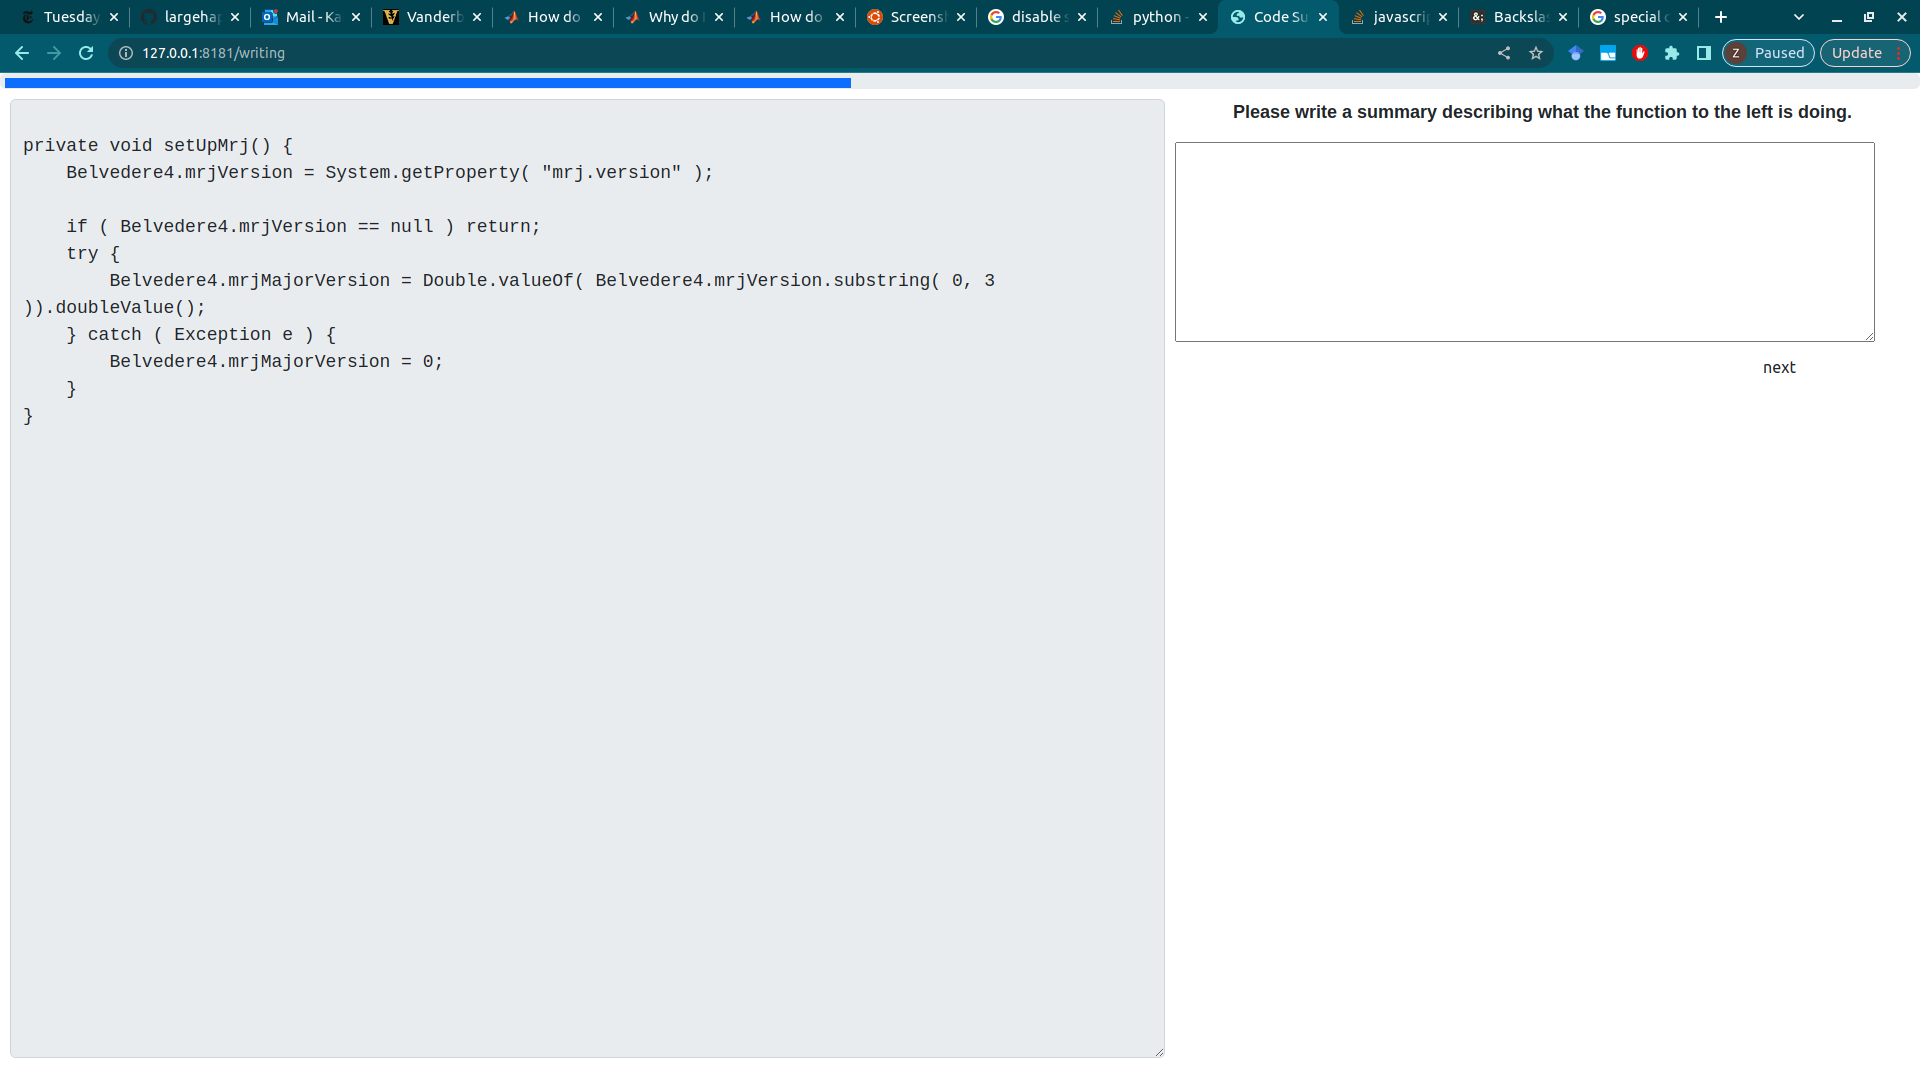 Tuesday
largehap
Mail - Ka
Vanderb
How do
Why do
How do
Screens
disable s
python -
Code Su
javascri
Backsla
special c
127.0.0.1:8181/writing
Z Paused
Update
private void setUpMrj() {
    Belvedere4.mrjVersion = System.getProperty( "mrj.version" );
    if ( Belvedere4.mrjVersion == null ) return;
    try {
        Belvedere4.mrjMajorVersion = Double.valueOf( Belvedere4.mrjVersion.substring( 0, 3
)).doubleValue();
    } catch ( Exception e ) {
        Belvedere4.mrjMajorVersion = 0;
    }
}
Please write a summary describing what the function to the left is doing.
next